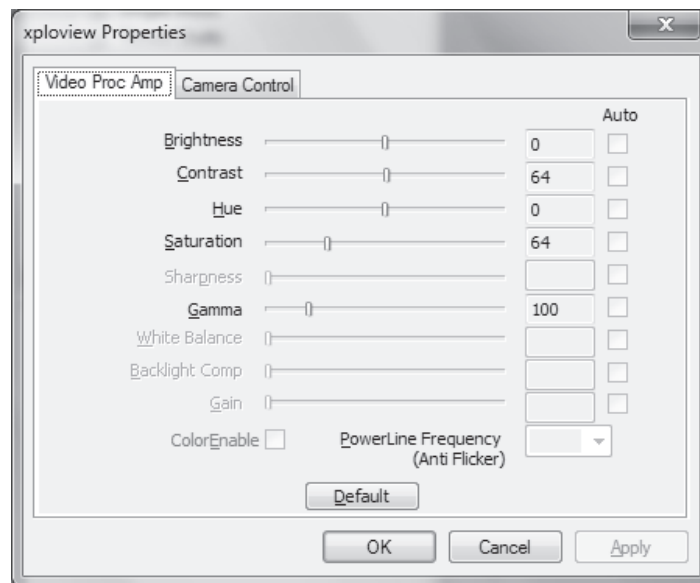 xploview Properties
Video Proc Amp Camera Control
Auto
Brightness 0
Contrast 64
Hue 0
Saturation 64
Sharpness
Gamma 100
White Balance
Backlight Comp
Gain
ColorEnable PowerLine Frequency
(Anti Flicker)
Default
OK Cancel Apply